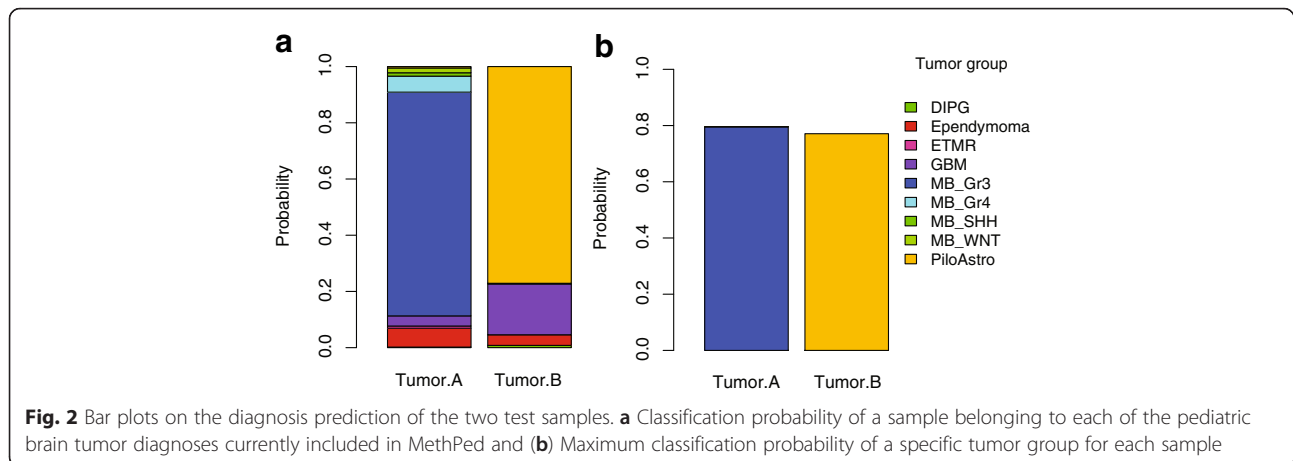 a
b
Probability
0.0
0.2
0.4
0.6
0.8
1.0
Tumor.A
Tumor.B
Probability
0.0
0.2
0.4
0.6
0.8
1.0
Tumor.A
Tumor.B
Tumor group
DIPG
Ependymoma
ETMR
GBM
MB_Gr3
MB_Gr4
MB_SHH
MB_WNT
PiloAstro
Fig. 2 Bar plots on the diagnosis prediction of the two test samples. a Classification probability of a sample belonging to each of the pediatric
brain tumor diagnoses currently included in MethPed and (b) Maximum classification probability of a specific tumor group for each sample